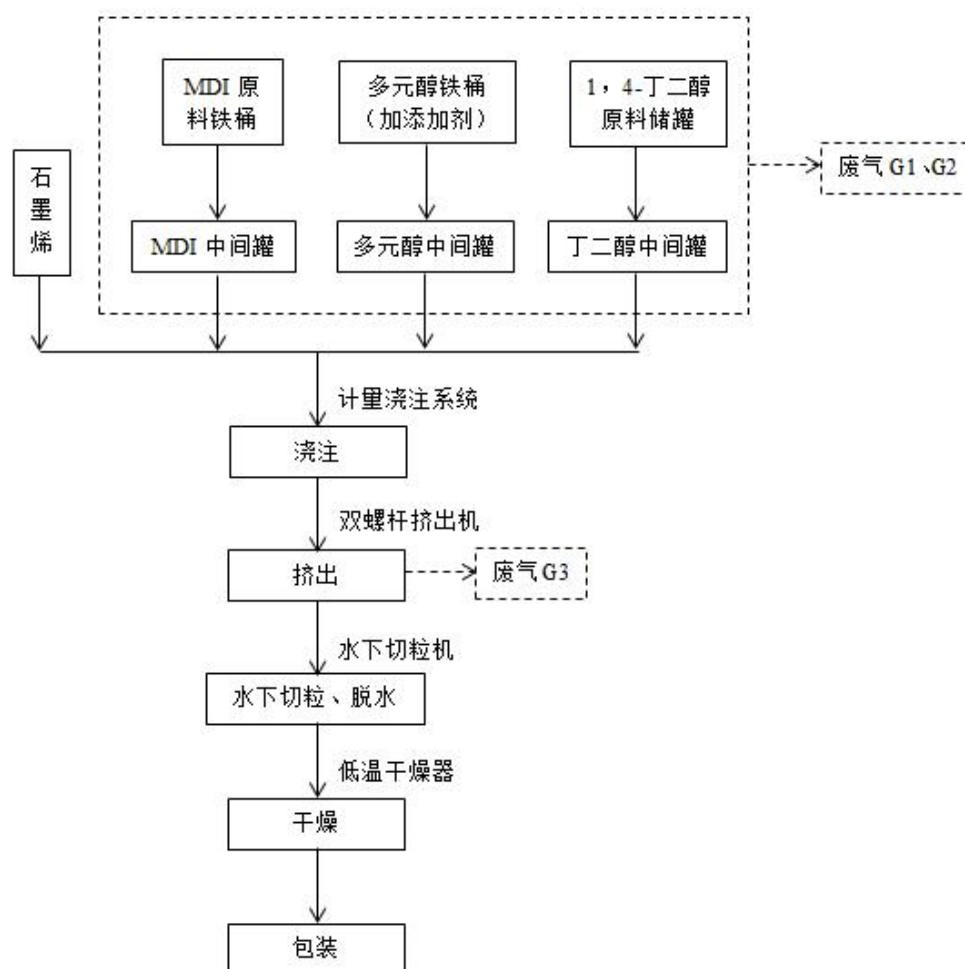 MDI 原
料铁桶
多元醇铁桶
(加添加剂)
1，4-丁二醇
原料储罐
石
墨
烯
废气 G1、G2
MDI 中间罐
多元醇中间罐
丁二醇中间罐
计量浇注系统
浇注
双螺杆挤出机
挤出
废气 G3
水下切粒机
水下切粒、脱水
低温干燥器
干燥
包装